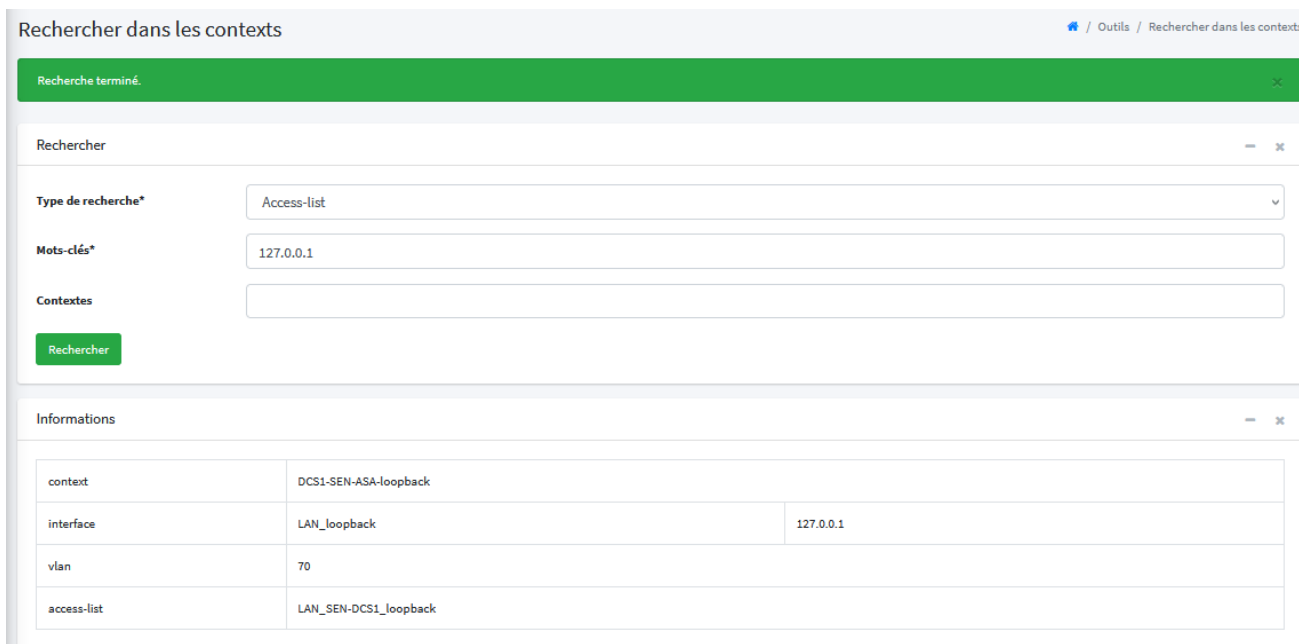 Rechercher dans les contexts
/ Outils / Rechercher dans les contexts
Recherche terminé.
Rechercher
Type de recherche*
Access-list
Mots-clés*
127.0.0.1
Contextes
Rechercher
Informations
context DCS1-SEN-ASA-loopback
interface LAN_loopback 127.0.0.1
vlan 70
access-list LAN_SEN-DCS1_loopback